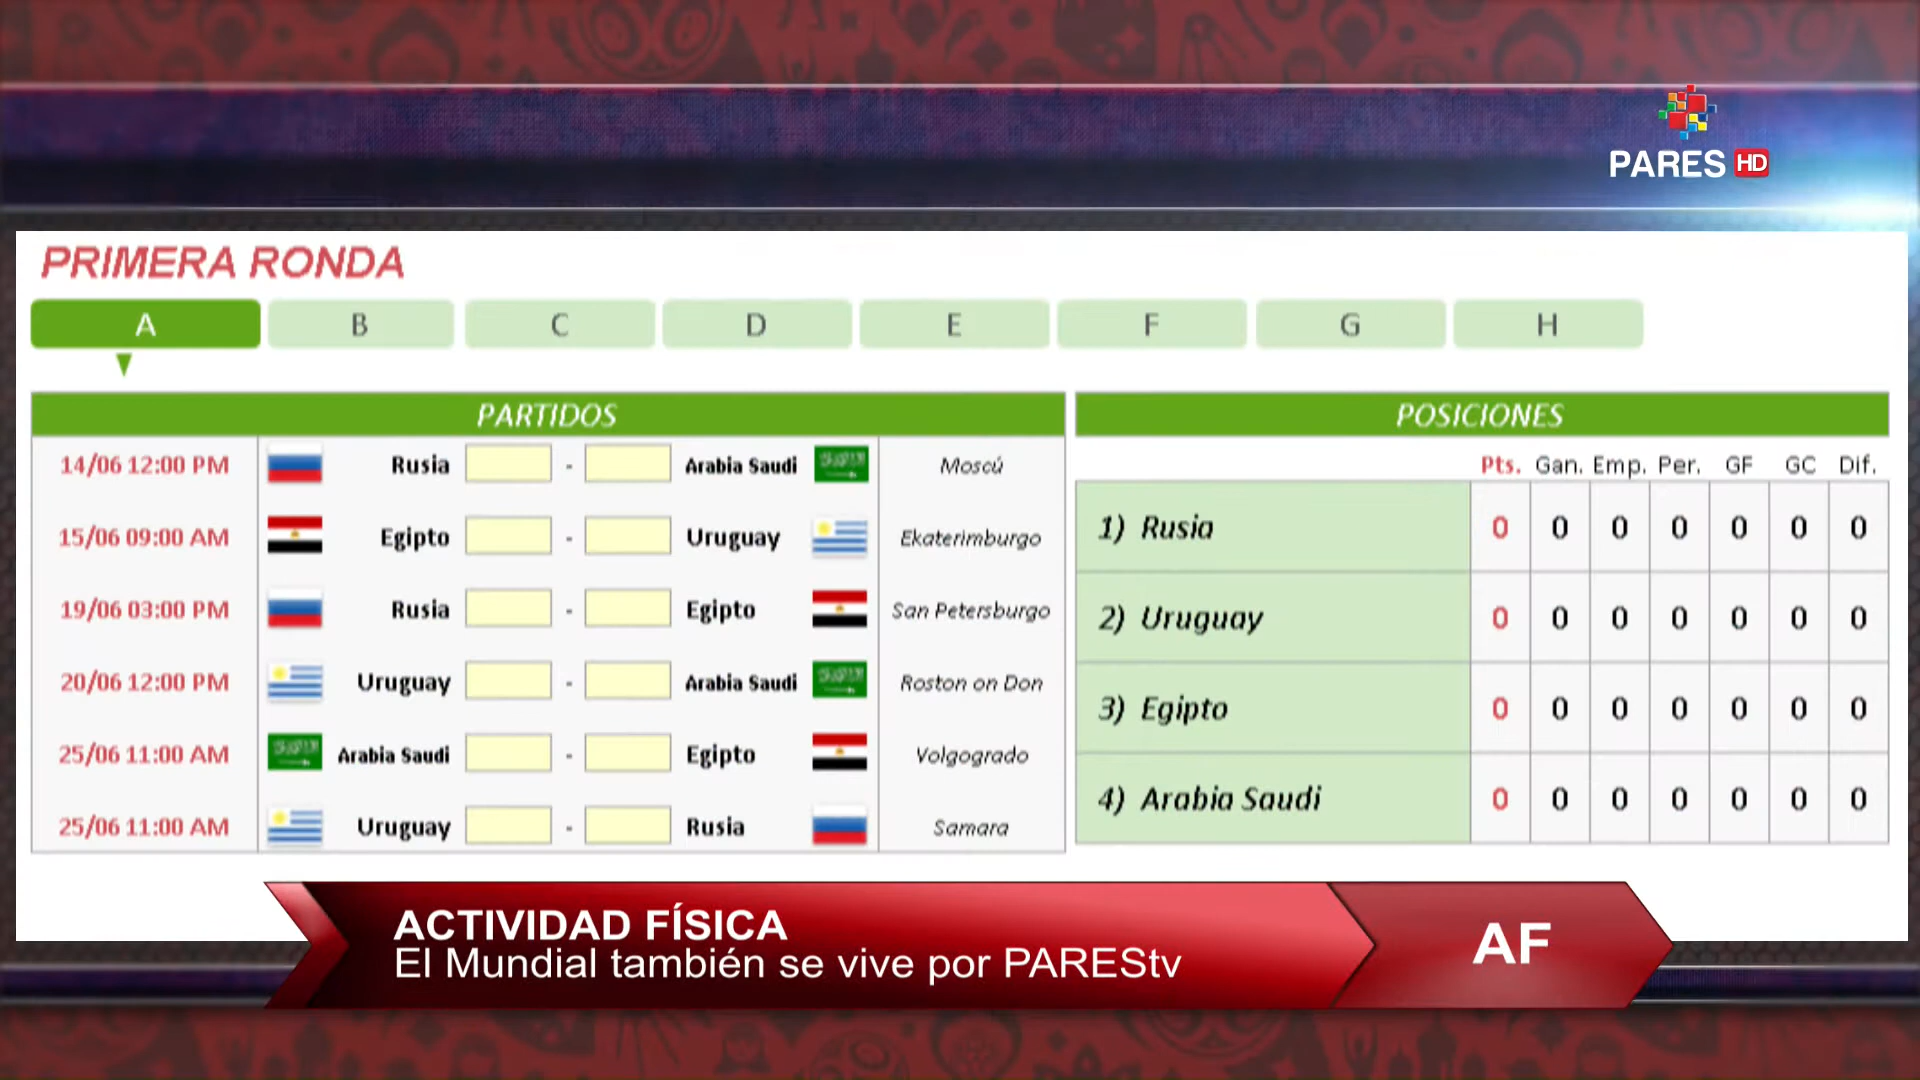 PARES HD
PRIMERA RONDA
A B C D E F G H
PARTIDOS
14/06 12:00 PM Rusia - Arabia Saudi Moscú
15/06 09:00 AM Egipto - Uruguay Ekaterimburgo
19/06 03:00 PM Rusia - Egipto San Petersburgo
20/06 12:00 PM Uruguay - Arabia Saudi Roston on Don
25/06 11:00 AM Arabia Saudi - Egipto Volgogrado
25/06 11:00 AM Uruguay - Rusia Samara
POSICIONES
Pts. Gan. Emp. Per. GF GC Dif.
1) Rusia 0 0 0 0 0 0 0
2) Uruguay 0 0 0 0 0 0 0
3) Egipto 0 0 0 0 0 0 0
4) Arabia Saudi 0 0 0 0 0 0 0
ACTIVIDAD FÍSICA
El Mundial también se vive por PAREStv
AF